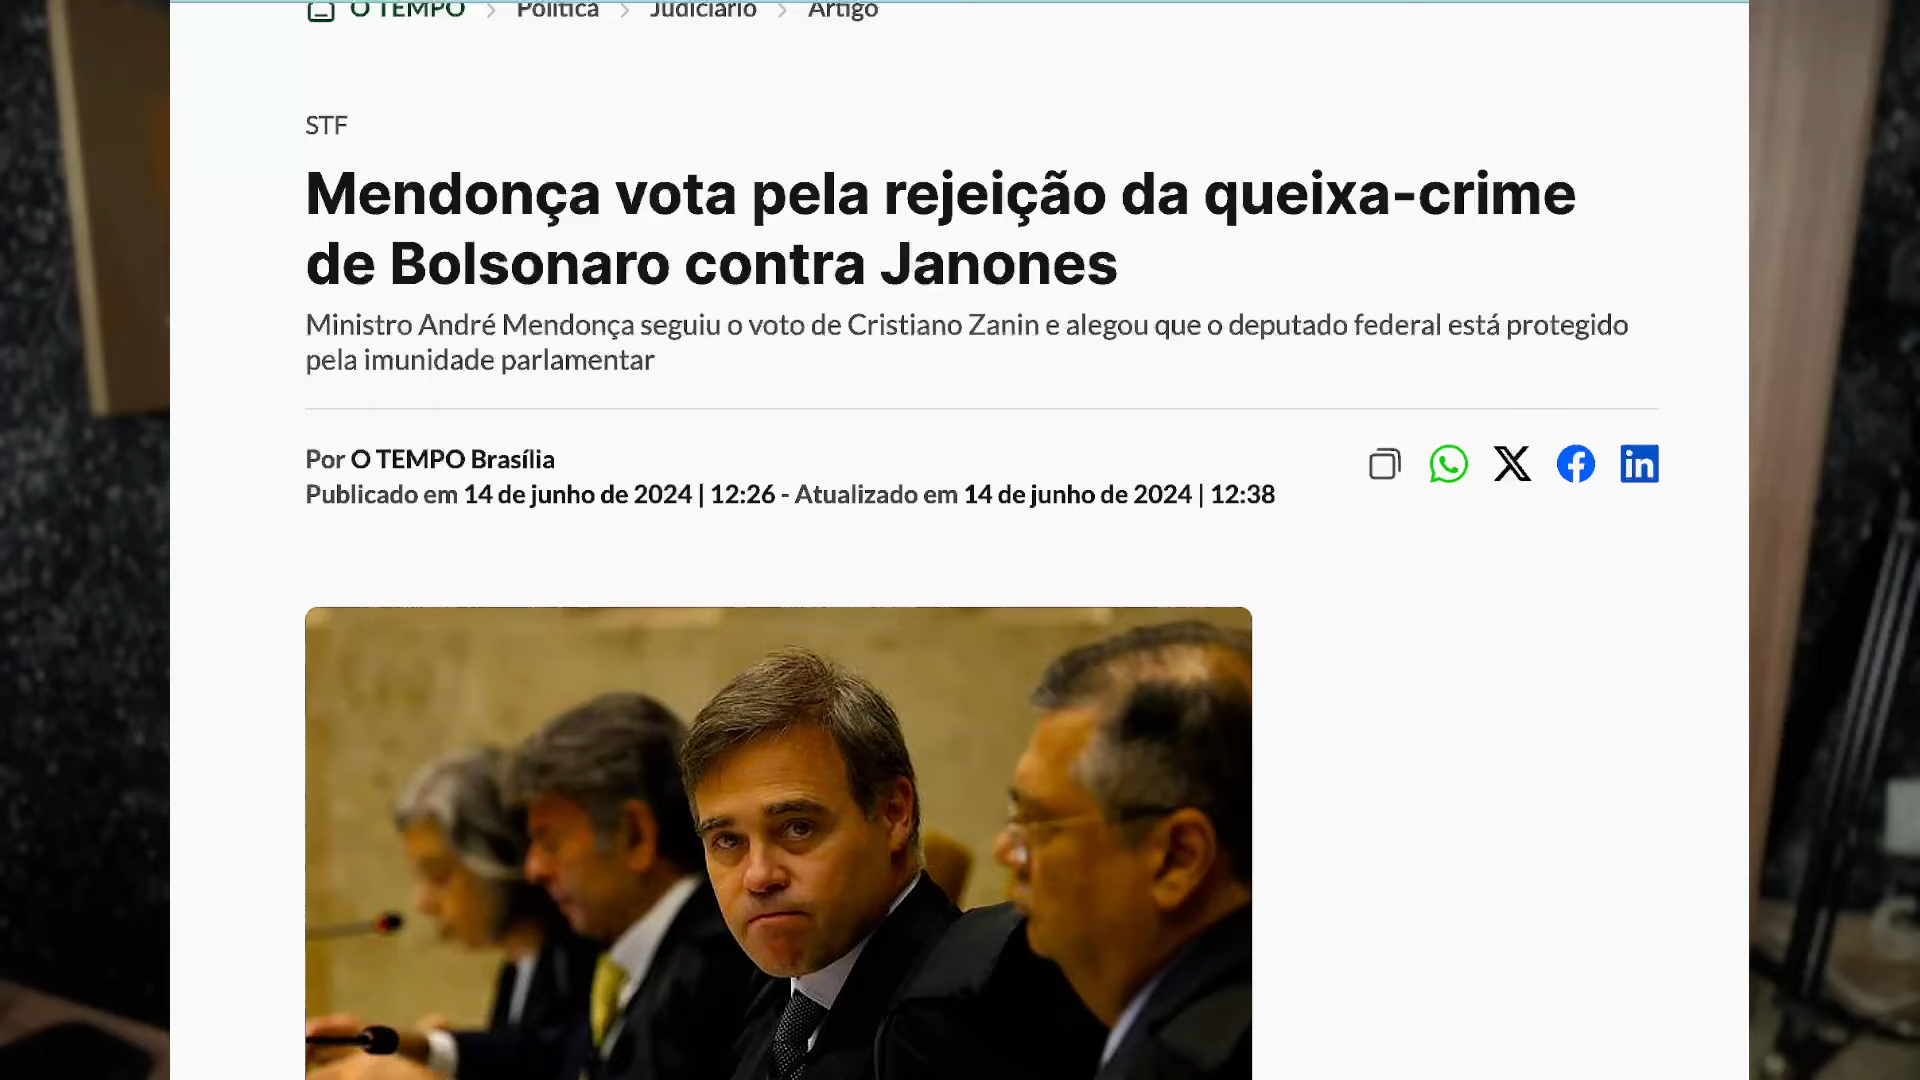 O TEMPO > Política > Judiciário > Artigo
STF
Mendonça vota pela rejeição da queixa-crime
de Bolsonaro contra Janones
Ministro André Mendonça seguiu o voto de Cristiano Zanin e alegou que o deputado federal está protegido
pela imunidade parlamentar
Por O TEMPO Brasília
Publicado em 14 de junho de 2024 | 12:26 - Atualizado em 14 de junho de 2024 | 12:38